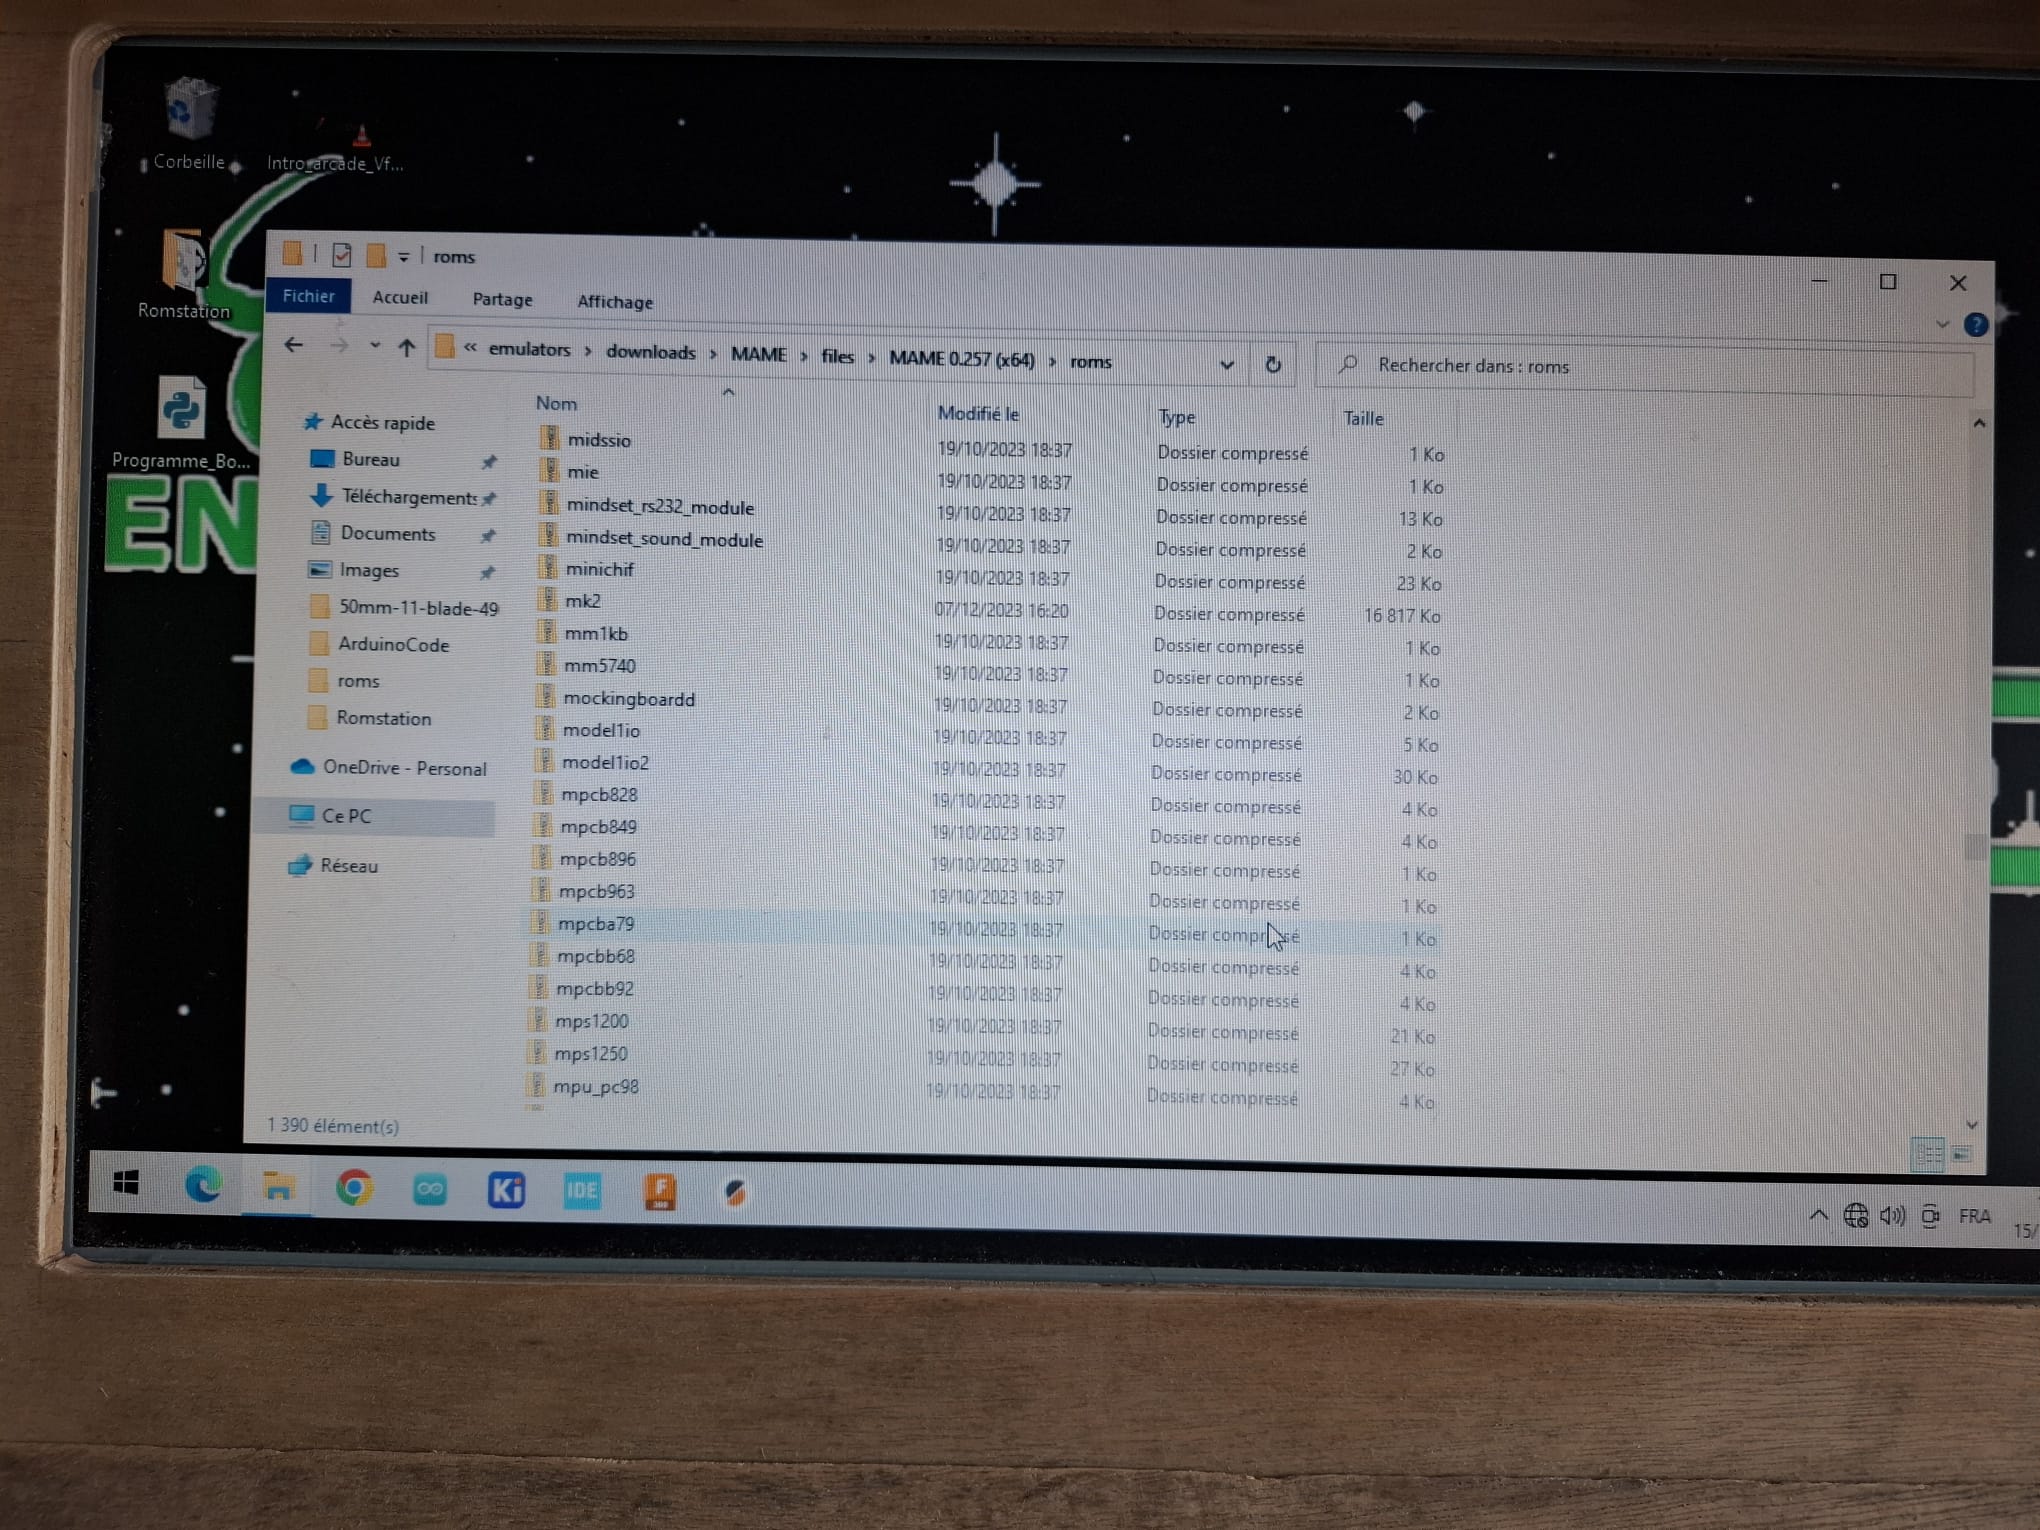 Corbeille
Intro_arcade_Vf...
Romstation
Programme_Bo...
EN
roms
Fichier
Accueil
Partage
Affichage
?
« emulators > downloads > MAME > files > MAME 0.257 (x64) > roms
Rechercher dans : roms
Accès rapide
Bureau
Téléchargements
Documents
Images
50mm-11-blade-49
ArduinoCode
roms
Romstation
OneDrive - Personal
Ce PC
Réseau
Nom Modifié le Type Taille
midssio 19/10/2023 18:37 Dossier compressé 1 Ko
mie 19/10/2023 18:37 Dossier compressé 1 Ko
mindset_rs232_module 19/10/2023 18:37 Dossier compressé 13 Ko
mindset_sound_module 19/10/2023 18:37 Dossier compressé 2 Ko
minichif 19/10/2023 18:37 Dossier compressé 23 Ko
mk2 07/12/2023 16:20 Dossier compressé 16 817 Ko
mm1kb 19/10/2023 18:37 Dossier compressé 1 Ko
mm5740 19/10/2023 18:37 Dossier compressé 1 Ko
mockingboardd 19/10/2023 18:37 Dossier compressé 2 Ko
model1io 19/10/2023 18:37 Dossier compressé 5 Ko
model1io2 19/10/2023 18:37 Dossier compressé 30 Ko
mpcb828 19/10/2023 18:37 Dossier compressé 4 Ko
mpcb849 19/10/2023 18:37 Dossier compressé 4 Ko
mpcb896 19/10/2023 18:37 Dossier compressé 1 Ko
mpcb963 19/10/2023 18:37 Dossier compressé 1 Ko
mpcba79 19/10/2023 18:37 Dossier compressé 1 Ko
mpcbb68 19/10/2023 18:37 Dossier compressé 4 Ko
mpcbb92 19/10/2023 18:37 Dossier compressé 4 Ko
mps1200 19/10/2023 18:37 Dossier compressé 21 Ko
mps1250 19/10/2023 18:37 Dossier compressé 27 Ko
mpu_pc98 19/10/2023 18:37 Dossier compressé 4 Ko
1 390 élément(s)
Ki
IDE
F
360
FRA
15/